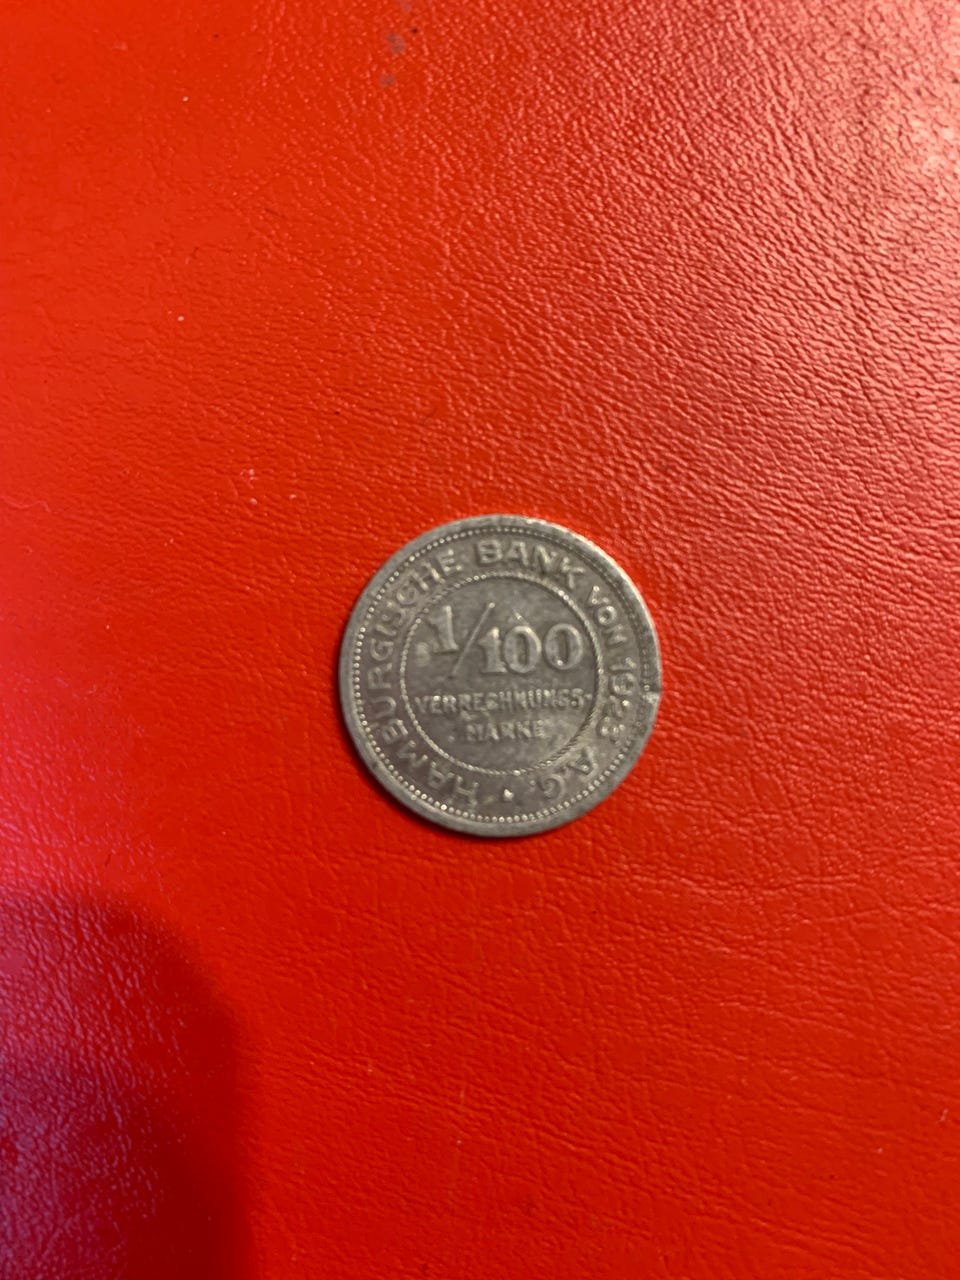 HAMBURGISCHE BANK VON 1923 A.G.
1/100
VERRECHNUNGS-
MARKE